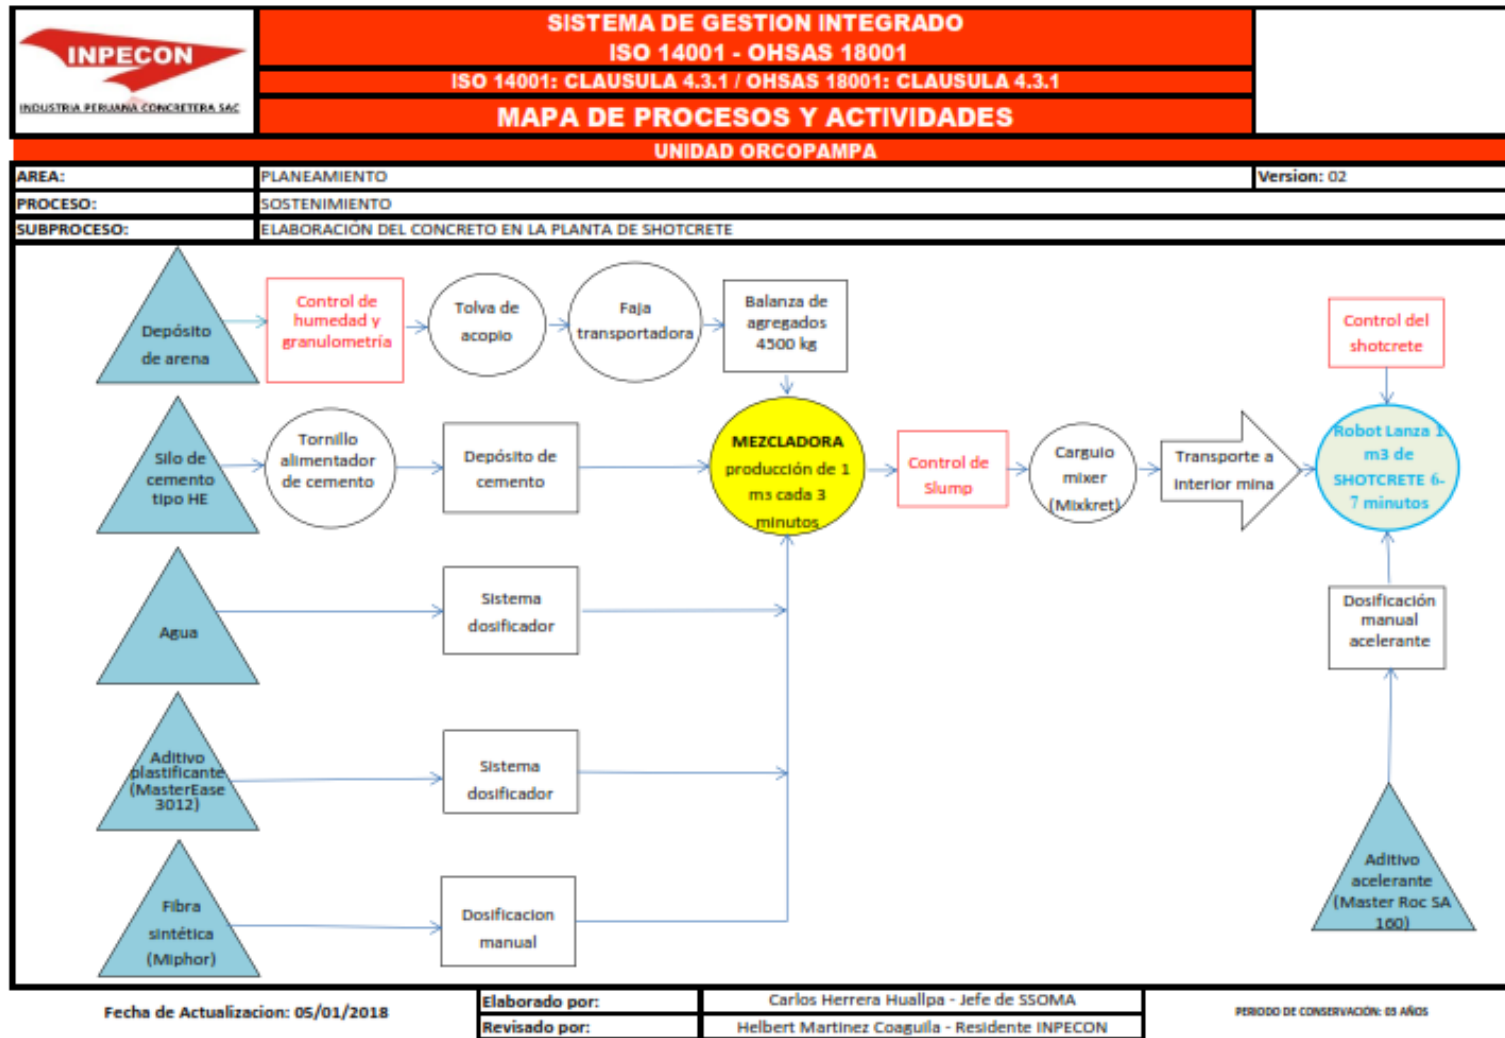 SISTEMA DE GESTION INTEGRADO
ISO 14001 - OHSAS 18001
ISO 14001: CLAUSULA 4.3.1 / OHSAS 18001: CLAUSULA 4.3.1
MAPA DE PROCESOS Y ACTIVIDADES
INPECON
INDUSTRIA PERUANA CONCRETERA SAC
UNIDAD ORCOPAMPA
AREA: PLANEAMIENTO Version: 02
PROCESO: SOSTENIMIENTO
SUBPROCESO: ELABORACIÓN DEL CONCRETO EN LA PLANTA DE SHOTCRETE
Depósito
de arena
Control de
humedad y
granulometría
Tolva de
acopio
Faja
transportadora
Balanza de
agregados
4500 kg
Control del
shotcrete
Silo de
cemento
tipo HE
Tornillo
alimentador
de cemento
Depósito de
cemento
MEZCLADORA
producción de 1
m3 cada 3
minutos
Control de
Slump
Carguio
mixer
(Mixkret)
Transporte a
interior mina
Robot Lanza 1
m3 de
SHOTCRETE 6-
7 minutos
Agua
Sistema
dosificador
Dosificación
manual
acelerante
Aditivo
plastificante
(MasterEase
3012)
Sistema
dosificador
Fibra
sintética
(Miphor)
Dosificacion
manual
Aditivo
acelerante
(Master Roc SA
160)
Fecha de Actualizacion: 05/01/2018
Elaborado por: Carlos Herrera Huallpa - Jefe de SSOMA
Revisado por: Helbert Martinez Coaguila - Residente INPECON
PERIODO DE CONSERVACIÓN: 03 AÑOS